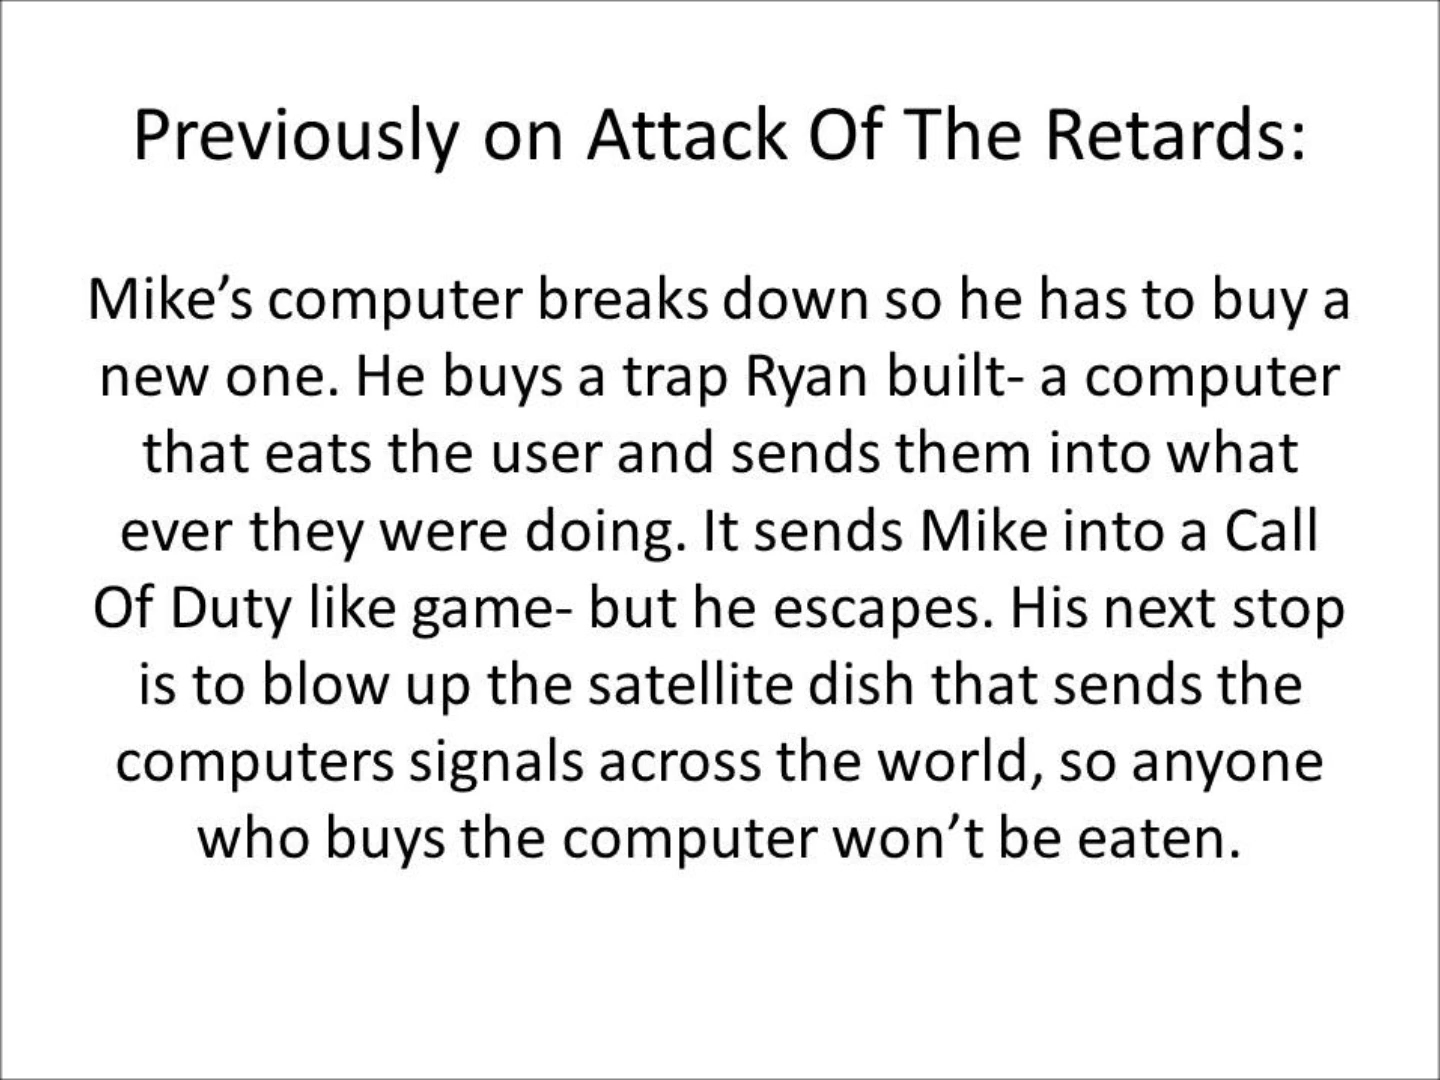 Previously on Attack Of The Retards:
Mike’s computer breaks down so he has to buy a
new one. He buys a trap Ryan built- a computer
that eats the user and sends them into what
ever they were doing. It sends Mike into a Call
Of Duty like game- but he escapes. His next stop
is to blow up the satellite dish that sends the
computers signals across the world, so anyone
who buys the computer won’t be eaten.